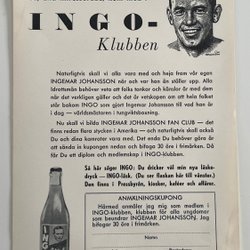 INGO-
Klubben
Naturligtvis skall vi alla vara med och heja fram vår egen
INGEMAR JOHANSSON när och var han än ställer upp. Alla
Idrottsmän behöver veta att folks tankar och känslor är med dem
när det verkligen gäller och det är vetskapen om att hela folket
står bakom INGO som gjort Ingemar Johansson till vad han är
i dag — världsmästare i tungviktsboxning.
Nu skall vi bilda INGEMAR JOHANSSON FAN CLUB — det
finns redan flera stycken i Amerika — och naturligtvis skall också
Du och dina kamrater vara med. Det enda Du behöver göra är
att sända in kupongen nedan och bifoga 30 öre i frimärken. Då
får Du ett diplom och medlemskap i INGO-klubben.
Så här säger INGO: Du dricker väl min nya läske-
dryck — INGO-läsk. (Du ser flaskan här till vänster.)
Den finns i Pressbyrån, kiosker, kaféer och affärer.
ANMÄLNINGSKUPONG
Härmed anmäler jag mig som medlem i
INGO-klubben, klubben för alla ungdomar
som beundrar INGEMAR JOHANSSON. Jag
bifogar 30 öre i frimärken.
Namn
INGO